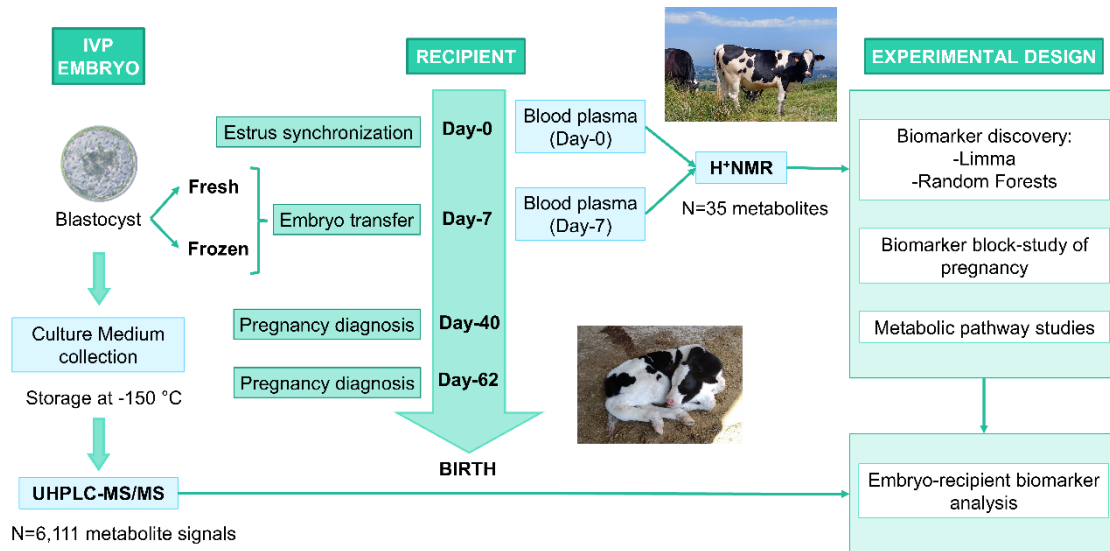 IVP
EMBRYO
Blastocyst
Fresh
Frozen
Culture Medium
collection
Storage at -150 °C
UHPLC-MS/MS
N=6,111 metabolite signals
RECIPIENT
Estrus synchronization
Day-0
Embryo transfer
Day-7
Pregnancy diagnosis
Day-40
Pregnancy diagnosis
Day-62
BIRTH
Blood plasma
(Day-0)
Blood plasma
(Day-7)
H⁺NMR
N=35 metabolites
EXPERIMENTAL DESIGN
Biomarker discovery:
-Limma
-Random Forests
Biomarker block-study of
pregnancy
Metabolic pathway studies
Embryo-recipient biomarker
analysis